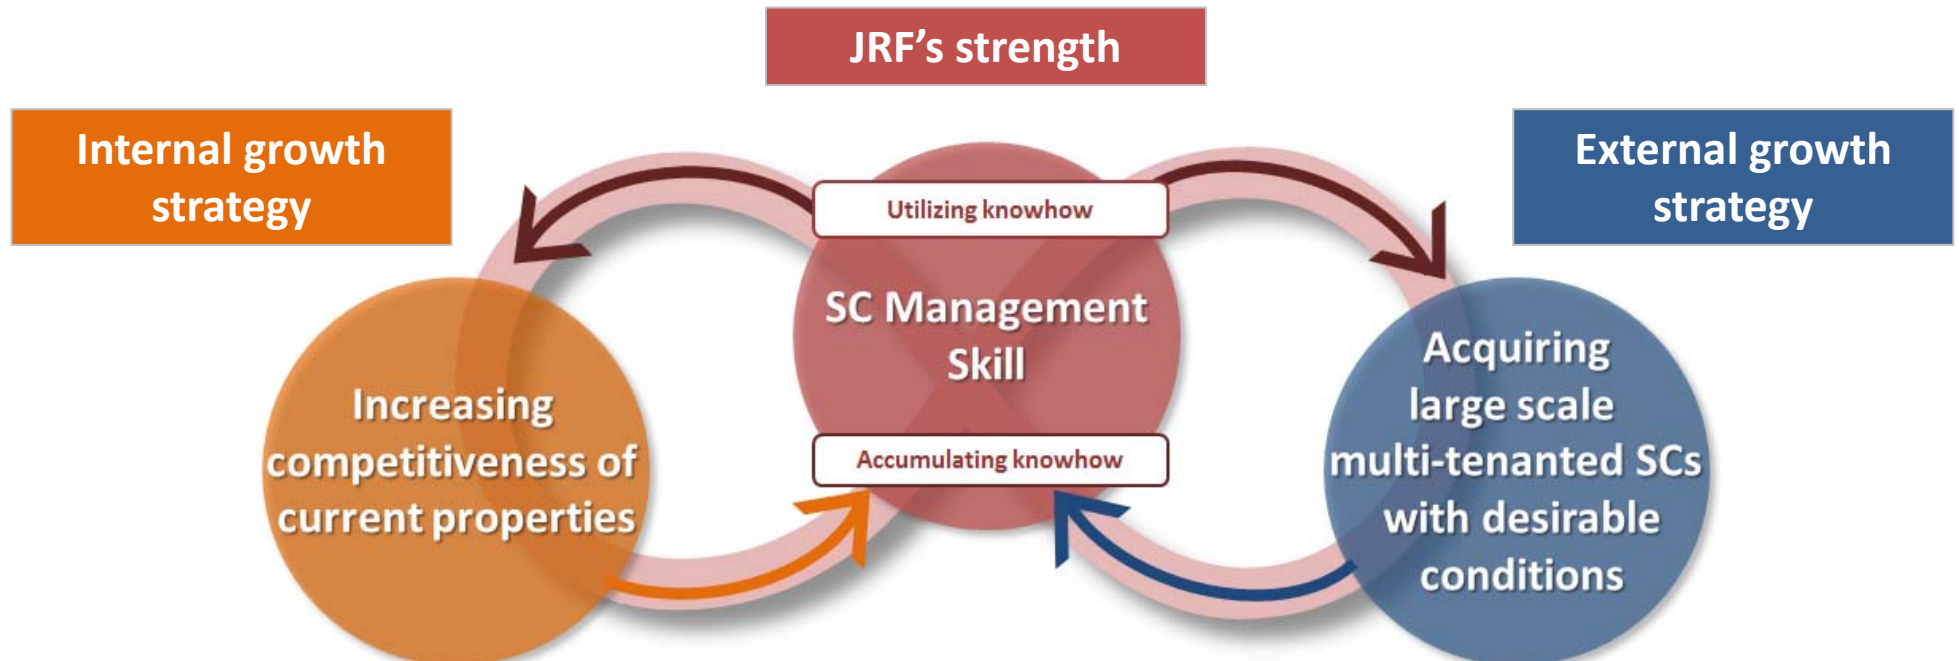 JRF’s strength
Internal growth
strategy
External growth
strategy
Utilizing knowhow
SC Management
Skill
Accumulating knowhow
Increasing
competitiveness of
current properties
Acquiring
large scale
multi-tenanted SCs
with desirable
conditions